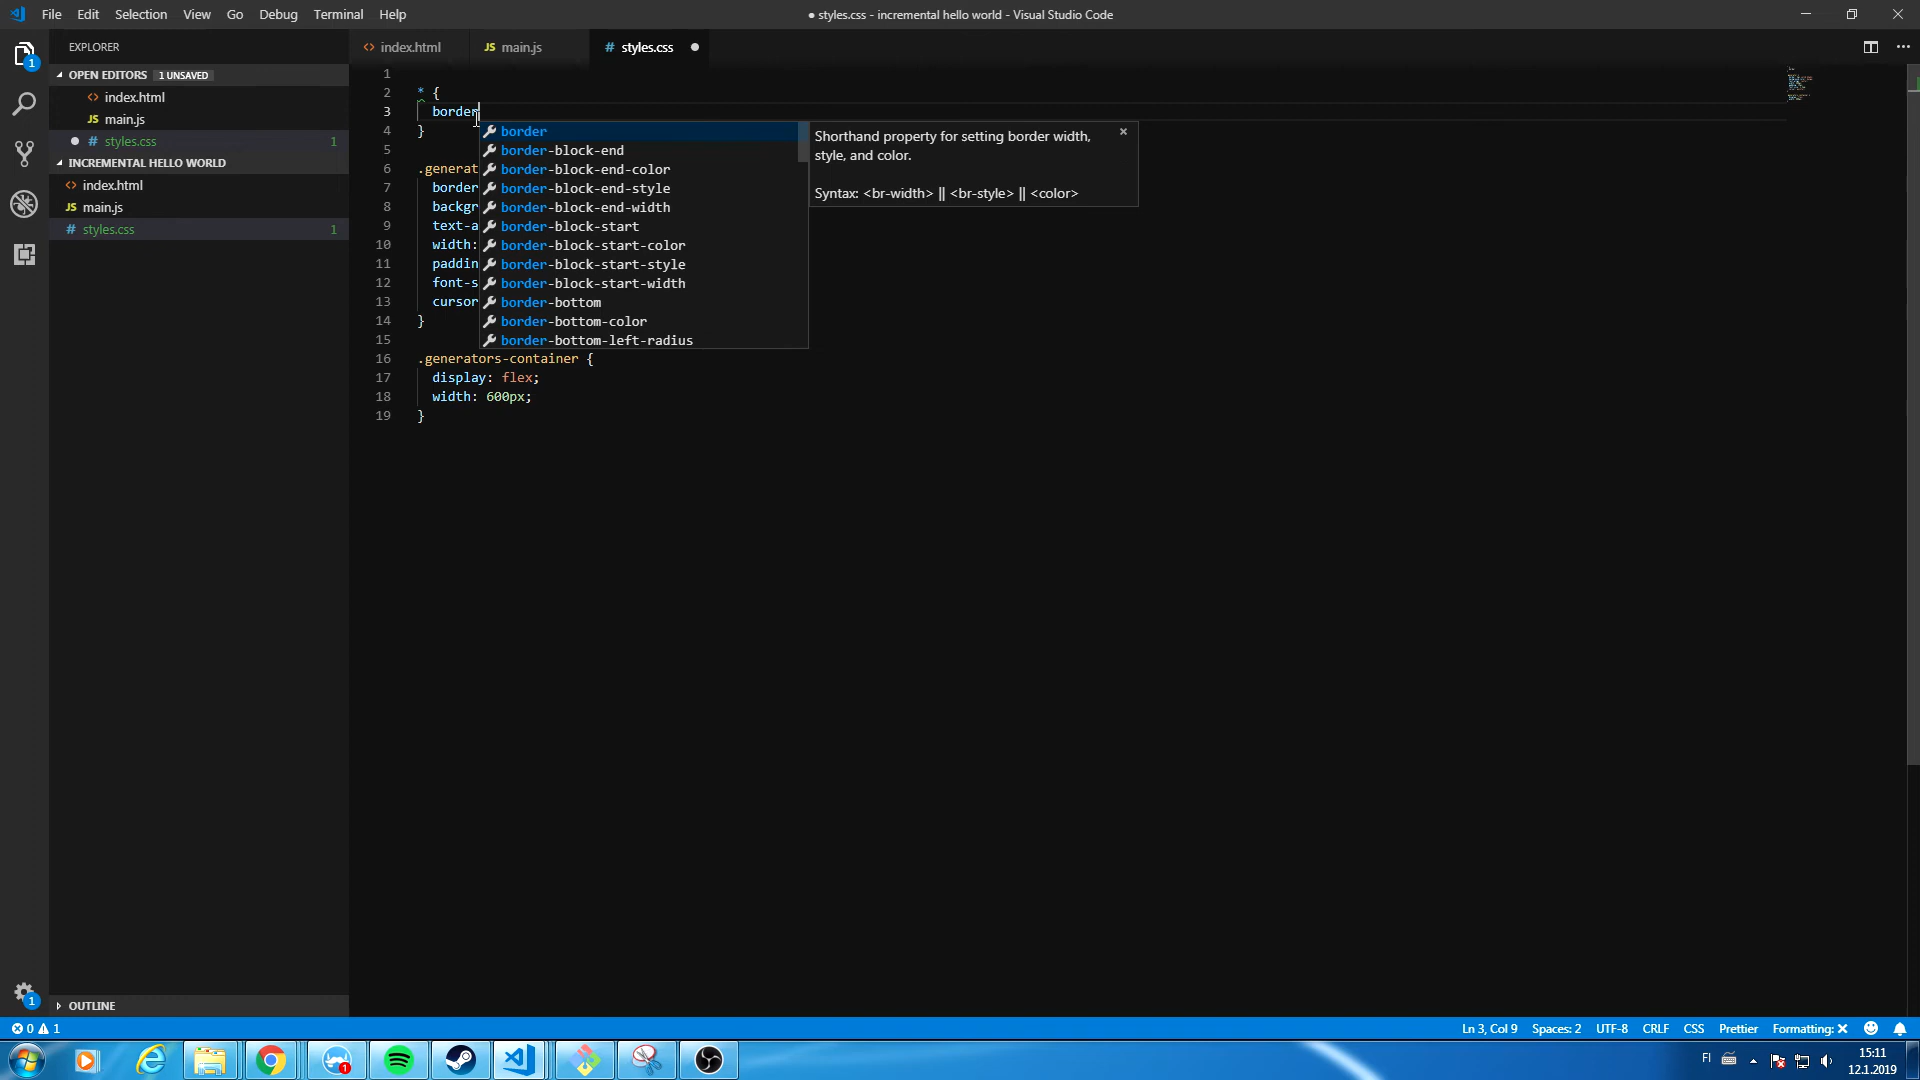 File Edit Selection View Go Debug Terminal Help
● styles.css - incremental hello world - Visual Studio Code
EXPLORER
OPEN EDITORS 1 UNSAVED
index.html
JS main.js
# styles.css 1
INCREMENTAL HELLO WORLD
index.html
JS main.js
# styles.css 1
OUTLINE
index.html
JS main.js
# styles.css
1
2 * {
3 border
4 }
5
6 .generat
7 border
8 backgr
9 text-a
10 width:
11 paddin
12 font-s
13 cursor
14 }
15
16 .generators-container {
17 display: flex;
18 width: 600px;
19 }
border
border-block-end
border-block-end-color
border-block-end-style
border-block-end-width
border-block-start
border-block-start-color
border-block-start-style
border-block-start-width
border-bottom
border-bottom-color
border-bottom-left-radius
Shorthand property for setting border width,
style, and color.
Syntax: <br-width> || <br-style> || <color>
1
1
0 1
Ln 3, Col 9 Spaces: 2 UTF-8 CRLF CSS Prettier Formatting: ✕
1
FI
15:11
12.1.2019